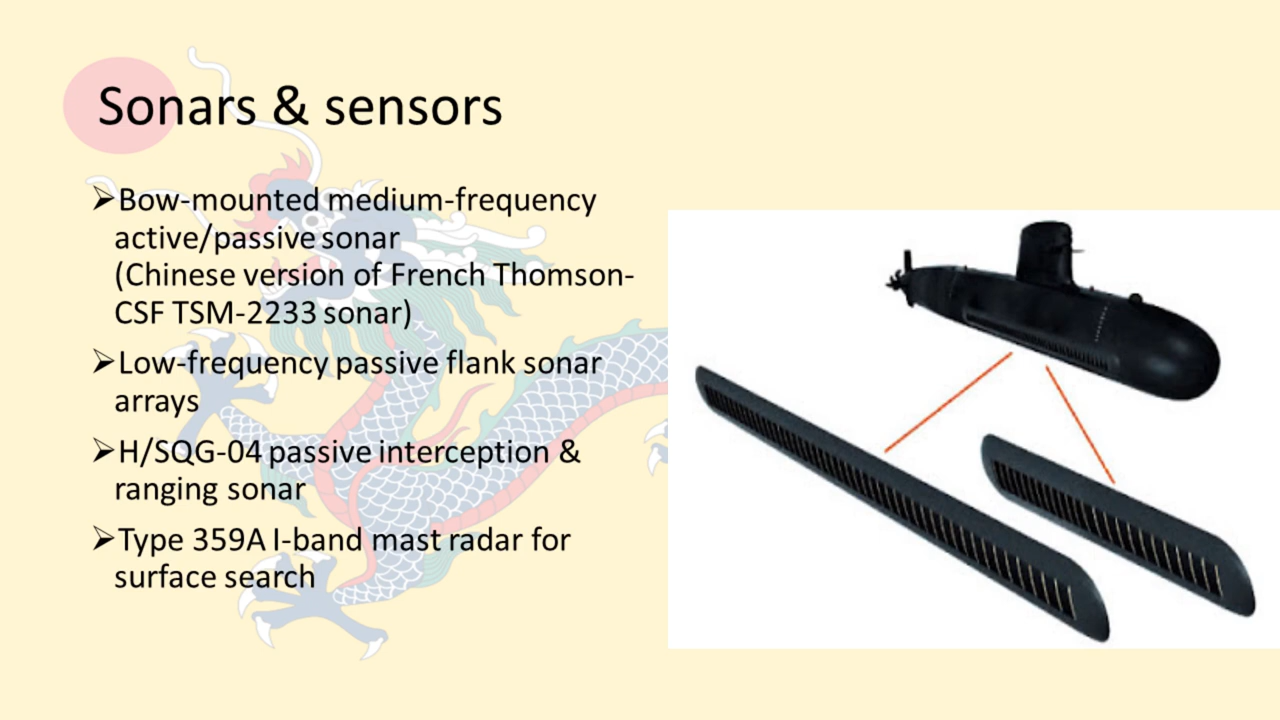 Sonars & sensors
➢Bow-mounted medium-frequency
active/passive sonar
(Chinese version of French Thomson-
CSF TSM-2233 sonar)
➢Low-frequency passive flank sonar
arrays
➢H/SQG-04 passive interception &
ranging sonar
➢Type 359A I-band mast radar for
surface search